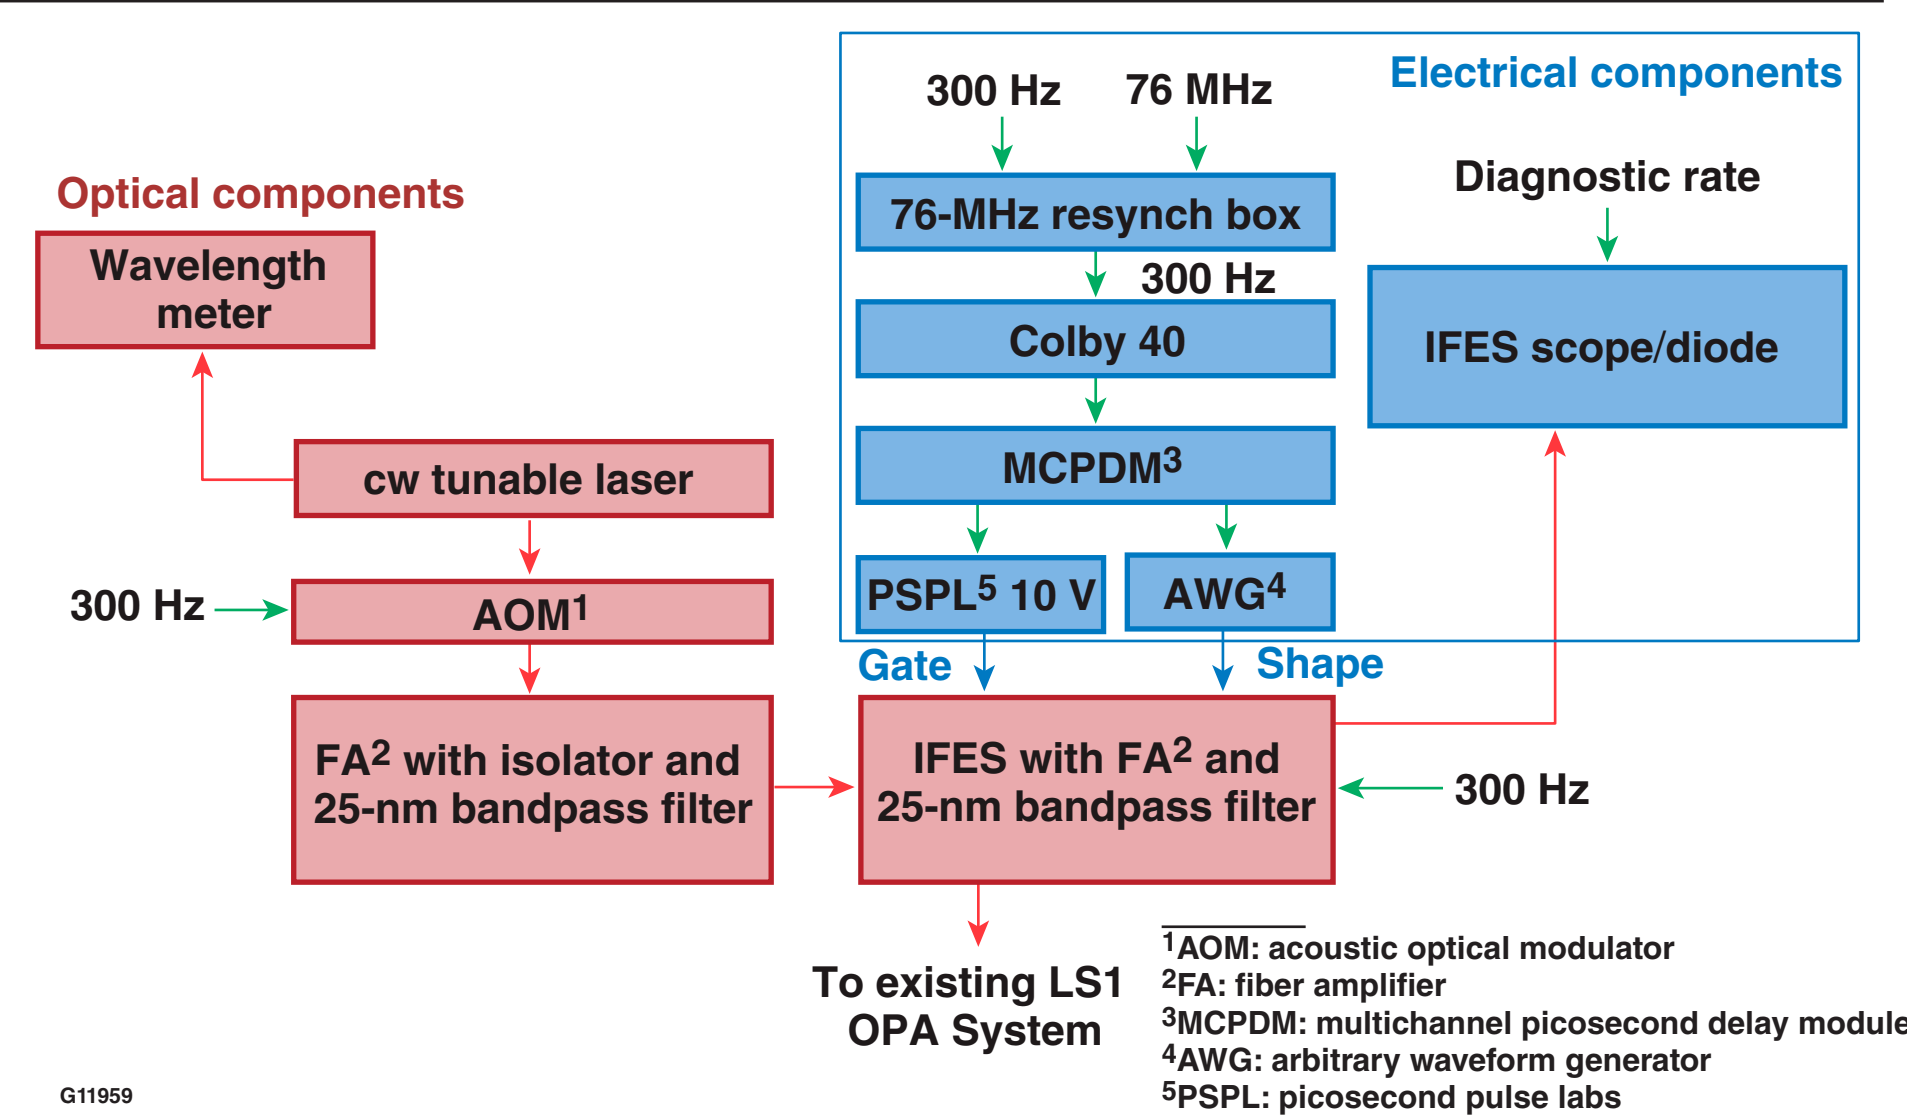 Electrical components
300 Hz
76 MHz
76-MHz resynch box
300 Hz
Colby 40
MCPDM3
PSPL5 10 V
AWG4
Diagnostic rate
IFES scope/diode
Optical components
Wavelength
meter
cw tunable laser
300 Hz
AOM1
Gate
Shape
FA2 with isolator and
25-nm bandpass filter
IFES with FA2 and
25-nm bandpass filter
300 Hz
To existing LS1
OPA System
1AOM: acoustic optical modulator
2FA: fiber amplifier
3MCPDM: multichannel picosecond delay module
4AWG: arbitrary waveform generator
5PSPL: picosecond pulse labs
G11959